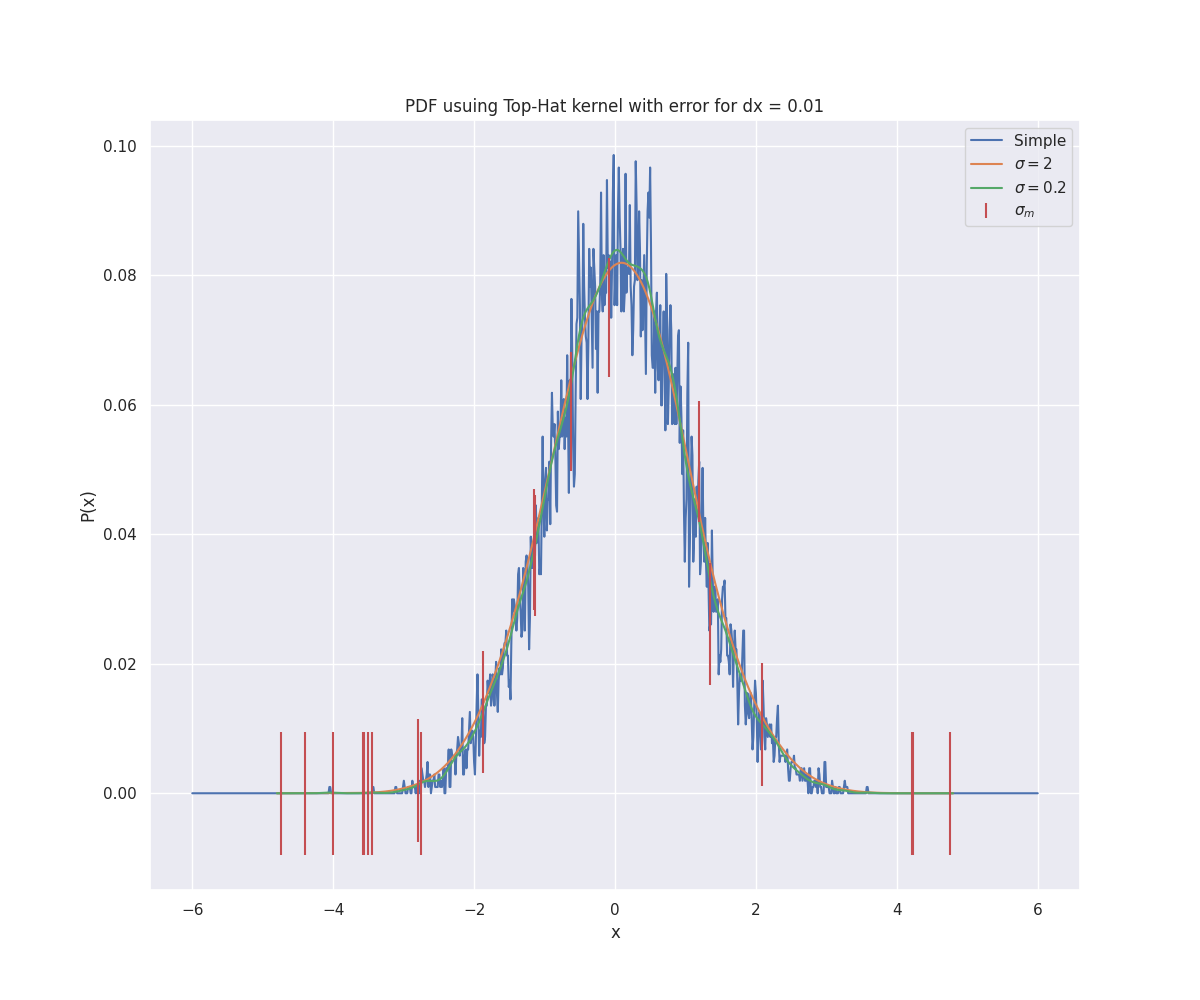 PDF usuing Top-Hat kernel with error for dx = 0.01
Simple
σ = 2
σ = 0.2
σₘ
0.10
0.08
0.06
0.04
0.02
0.00
P(x)
−6 −4 −2 0 2 4 6
x